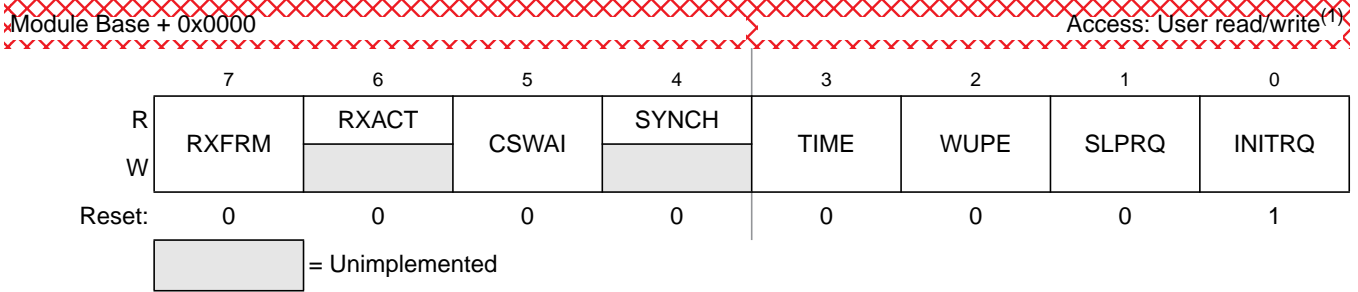 Module Base + 0x0000 Access: User read/write(1)
7 6 5 4 3 2 1 0
R RXFRM RXACT CSWAI SYNCH TIME WUPE SLPRQ INITRQ
W
Reset: 0 0 0 0 0 0 0 1
= Unimplemented